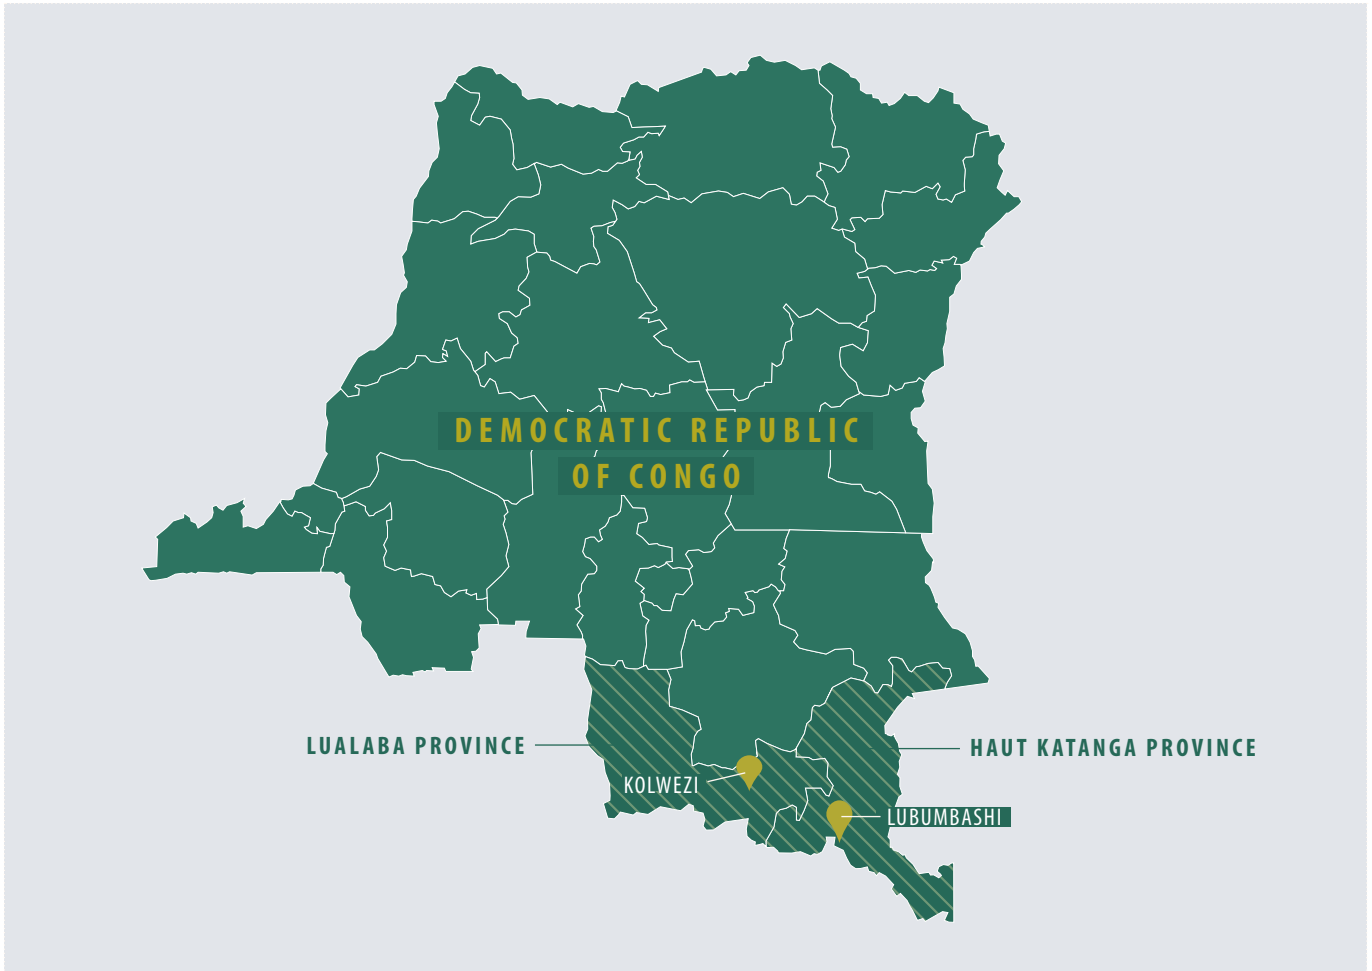 DEMOCRATIC REPUBLIC
OF CONGO
LUALABA PROVINCE
HAUT KATANGA PROVINCE
KOLWEZI
LUBUMBASHI